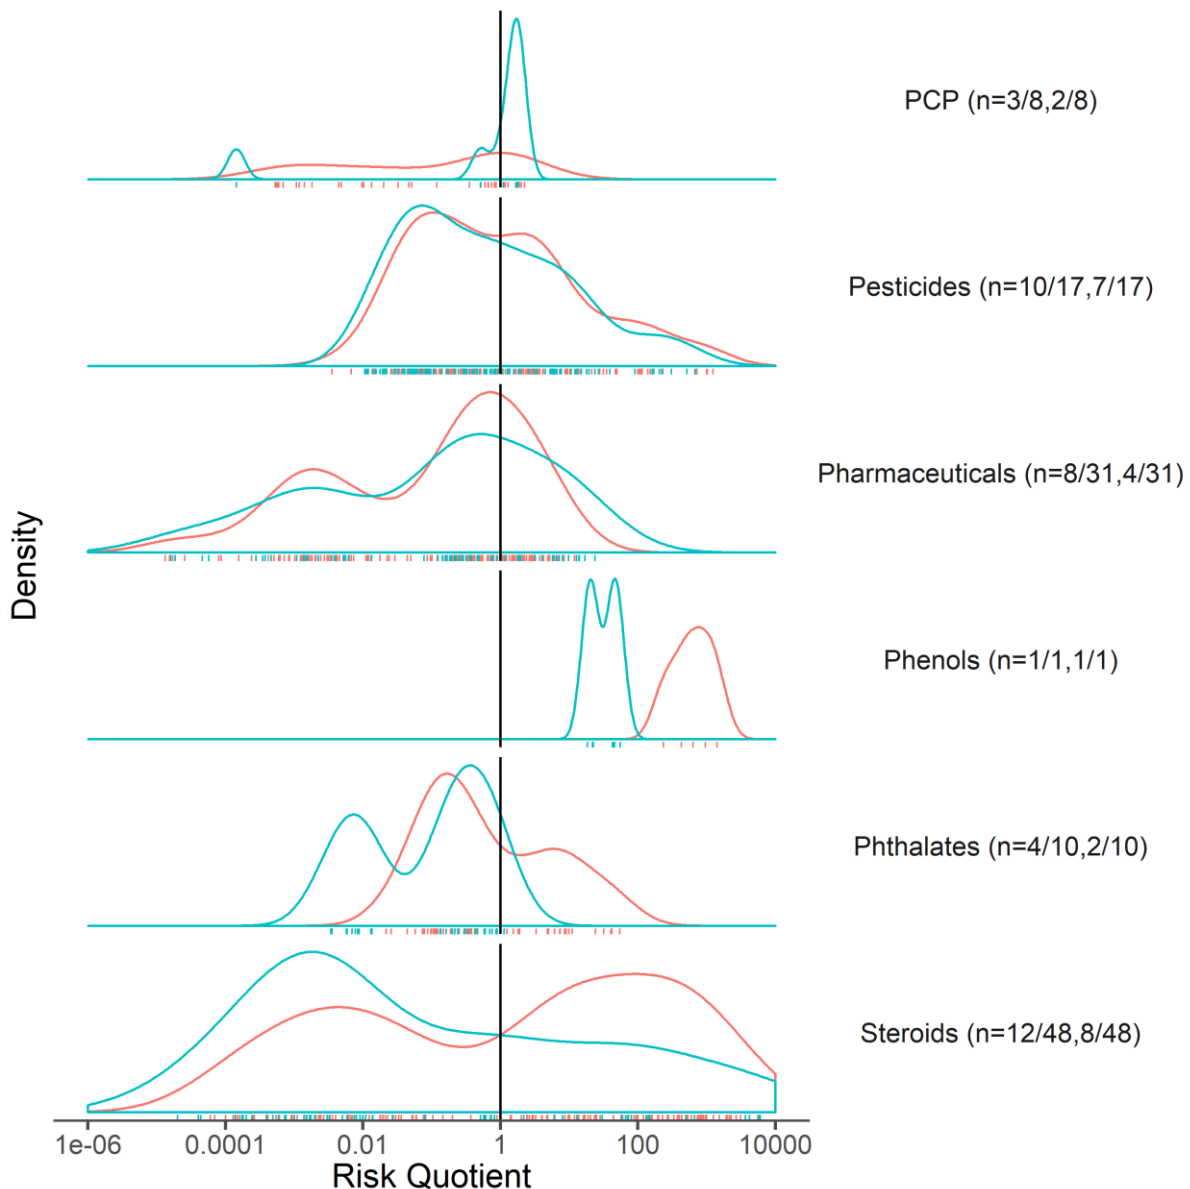 PCP (n=3/8,2/8)
Pesticides (n=10/17,7/17)
Pharmaceuticals (n=8/31,4/31)
Density
Phenols (n=1/1,1/1)
Phthalates (n=4/10,2/10)
Steroids (n=12/48,8/48)
1e-06 0.0001 0.01 1 100 10000
Risk Quotient